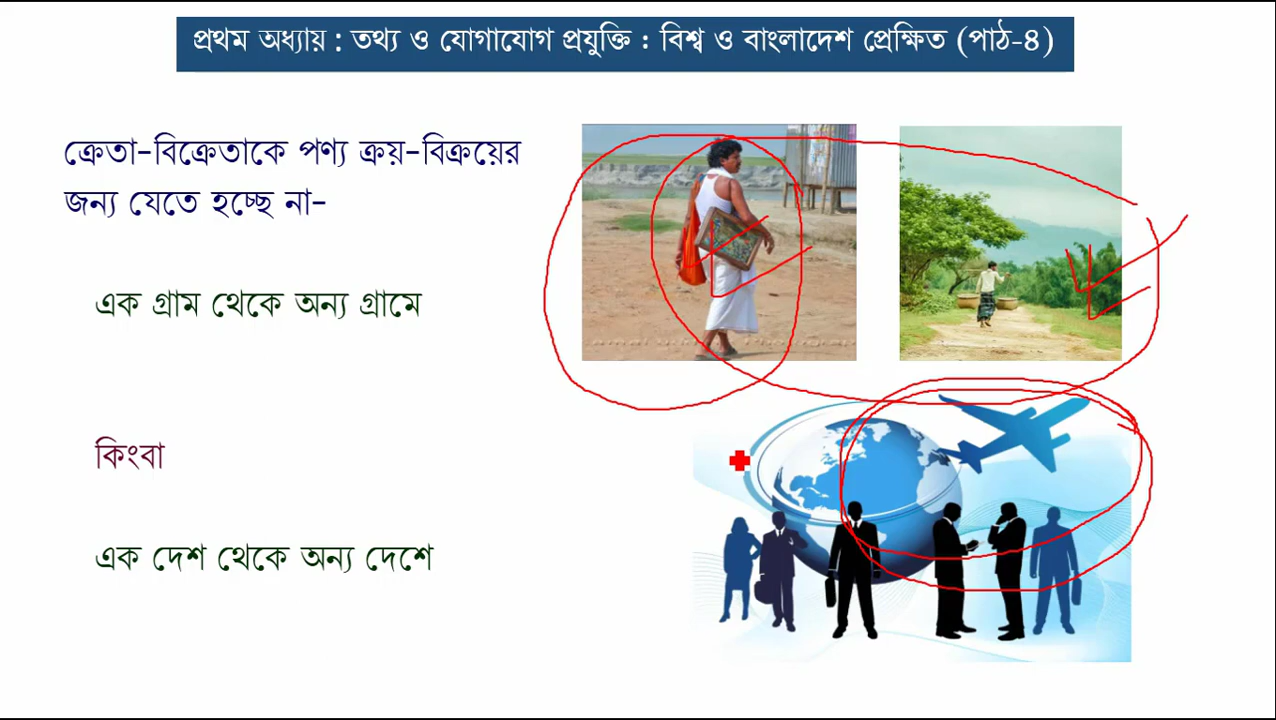 প্রথম অধ্যায় : তথ্য ও যোগাযোগ প্রযুক্তি : বিশ্ব ও বাংলাদেশ প্রেক্ষিত (পাঠ-৪)
ক্রেতা-বিক্রেতাকে পণ্য ক্রয়-বিক্রয়ের
জন্য যেতে হচ্ছে না-
এক গ্রাম থেকে অন্য গ্রামে
কিংবা
এক দেশ থেকে অন্য দেশে